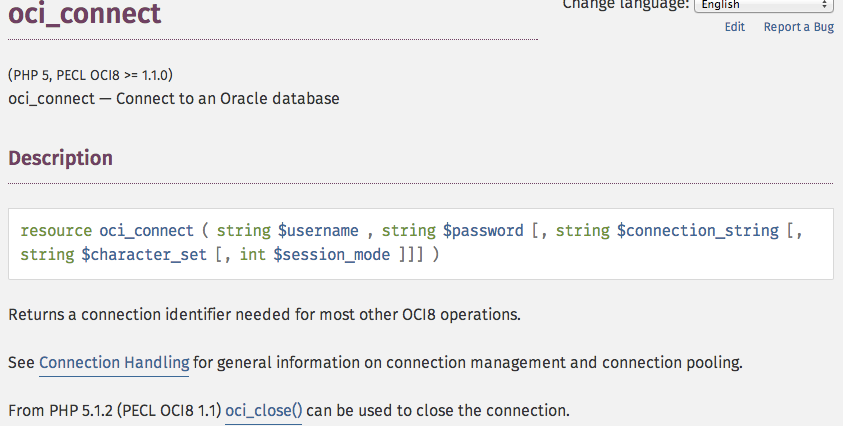 oci_connect
Change language: English
Edit Report a Bug
(PHP 5, PECL OCI8 >= 1.1.0)
oci_connect — Connect to an Oracle database
Description
resource oci_connect ( string $username , string $password [, string $connection_string [,
string $character_set [, int $session_mode ]]] )
Returns a connection identifier needed for most other OCI8 operations.
See Connection Handling for general information on connection management and connection pooling.
From PHP 5.1.2 (PECL OCI8 1.1) oci_close() can be used to close the connection.